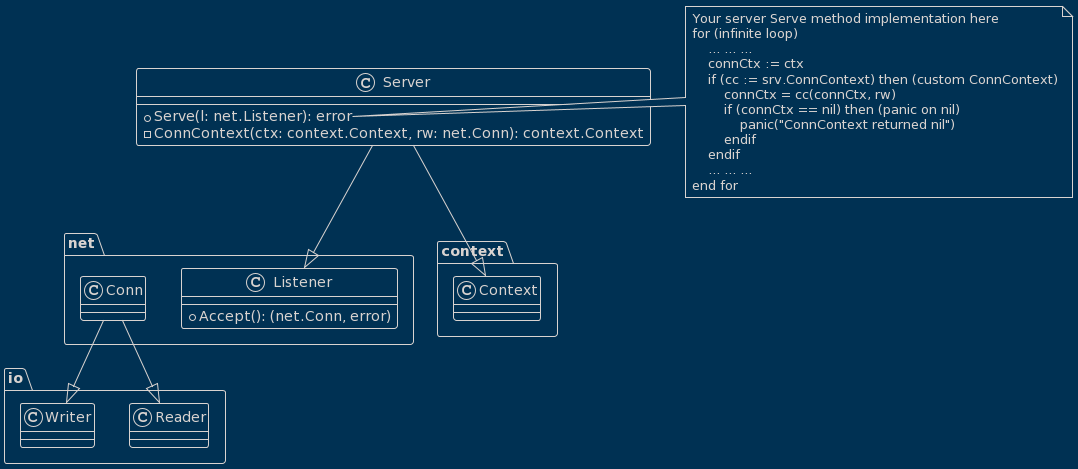 Your server Serve method implementation here
for (infinite loop)
... ... ...
connCtx := ctx
if (cc := srv.ConnContext) then (custom ConnContext)
connCtx = cc(connCtx, rw)
if (connCtx == nil) then (panic on nil)
panic("ConnContext returned nil")
endif
endif
... ... ...
end for
C Server
Serve(l: net.Listener): error
ConnContext(ctx: context.Context, rw: net.Conn): context.Context
net
C Conn
C Listener
Accept(): (net.Conn, error)
context
C Context
io
C Writer
C Reader